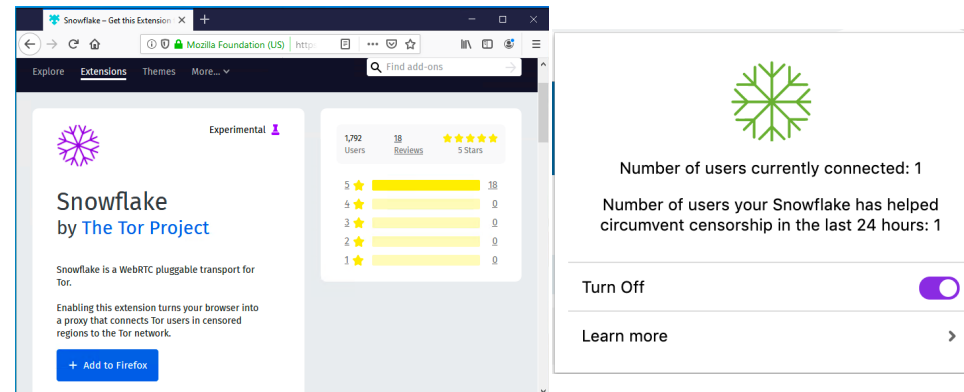 Snowflake – Get this Extension
Mozilla Foundation (US)
Explore
Extensions
Themes
More...
Find add-ons
Experimental
Snowflake
by The Tor Project
Snowflake is a WebRTC pluggable transport for
Tor.
Enabling this extension turns your browser into
a proxy that connects Tor users in censored
regions to the Tor network.
+ Add to Firefox
1,792
Users
18
Reviews
5 Stars
5 18
4 0
3 0
2 0
1 0
Number of users currently connected: 1
Number of users your Snowflake has helped
circumvent censorship in the last 24 hours: 1
Turn Off
Learn more